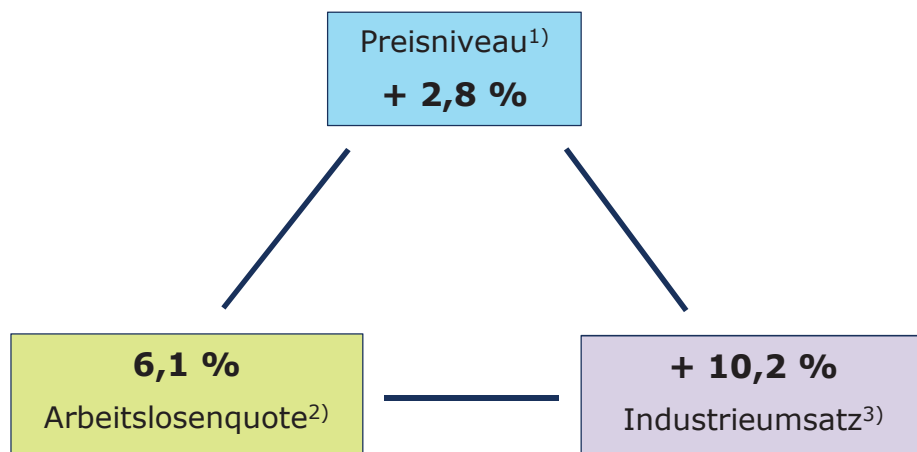 Preisniveau¹⁾
+ 2,8 %
6,1 %
Arbeitslosenquote²⁾
+ 10,2 %
Industrieumsatz³⁾